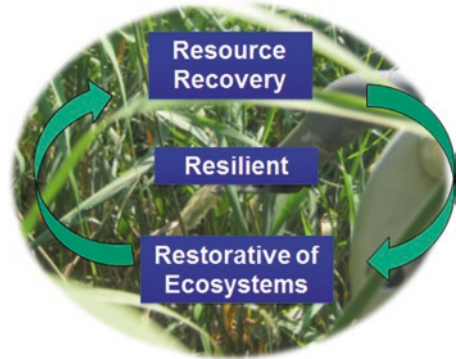 Resource
Recovery
Resilient
Restorative of
Ecosystems